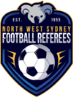 EST 1959
NORTH WEST SYDNEY
FOOTBALL REFEREES